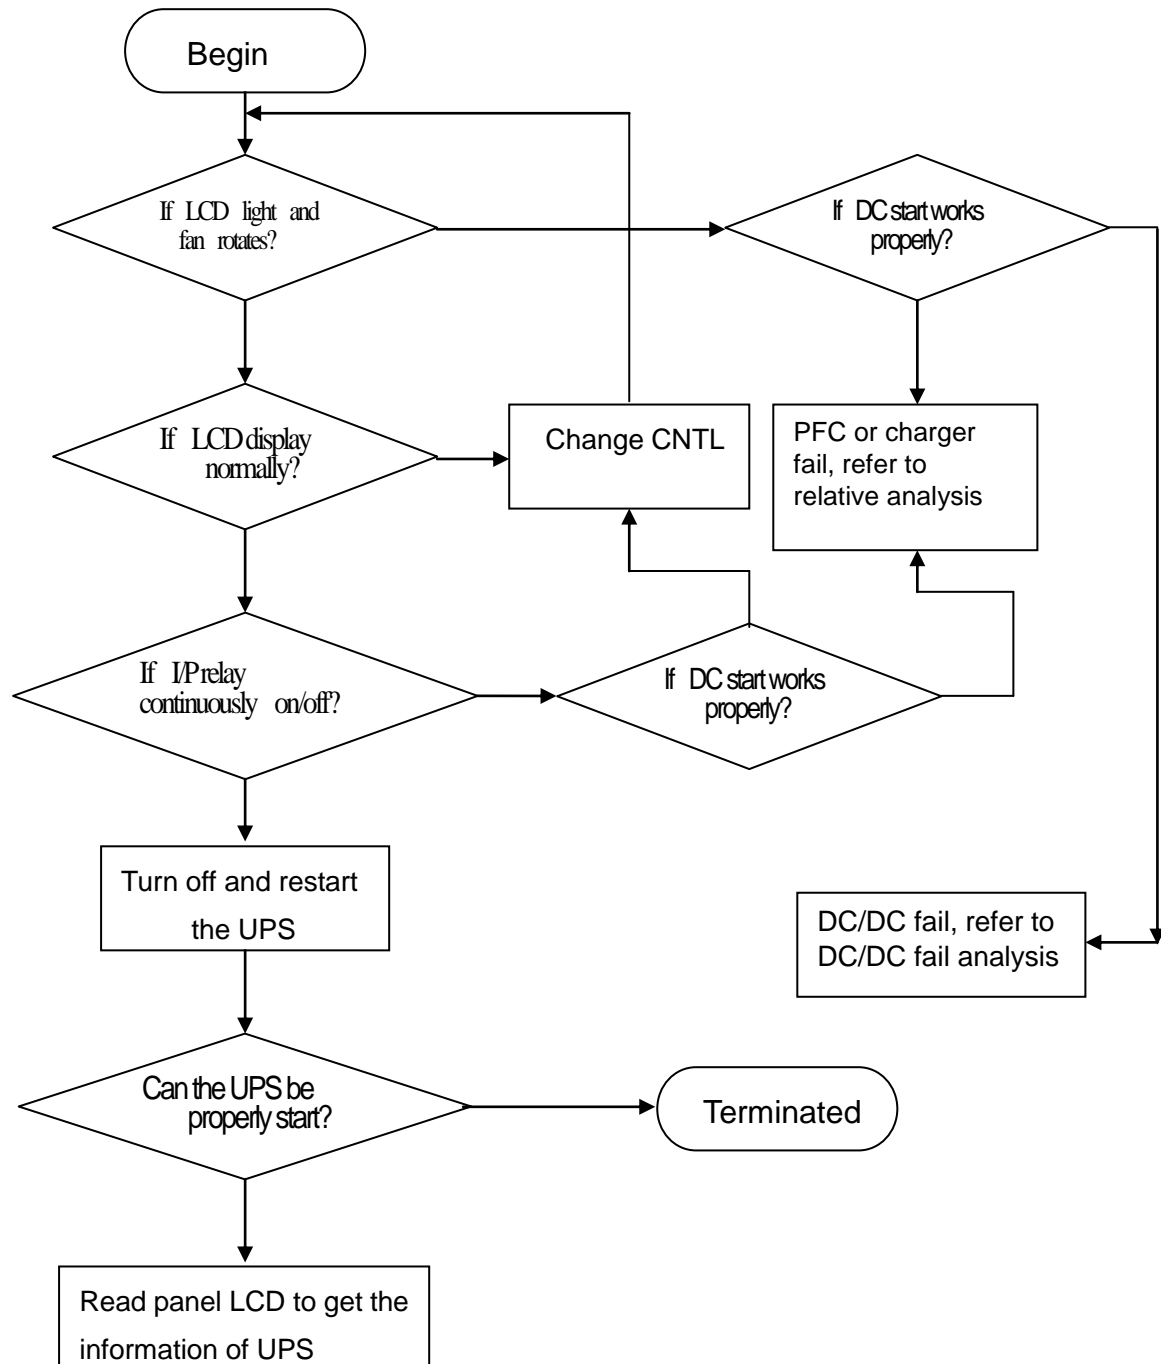 Begin
If LCD light and
fan rotates?
If DC start works
properly?
If LCD display
normally?
Change CNTL
PFC or charger
fail, refer to
relative analysis
If I/P relay
continuously on/off?
If DC start works
properly?
Turn off and restart
the UPS
DC/DC fail, refer to
DC/DC fail analysis
Can the UPS be
properly start?
Terminated
Read panel LCD to get the
information of UPS